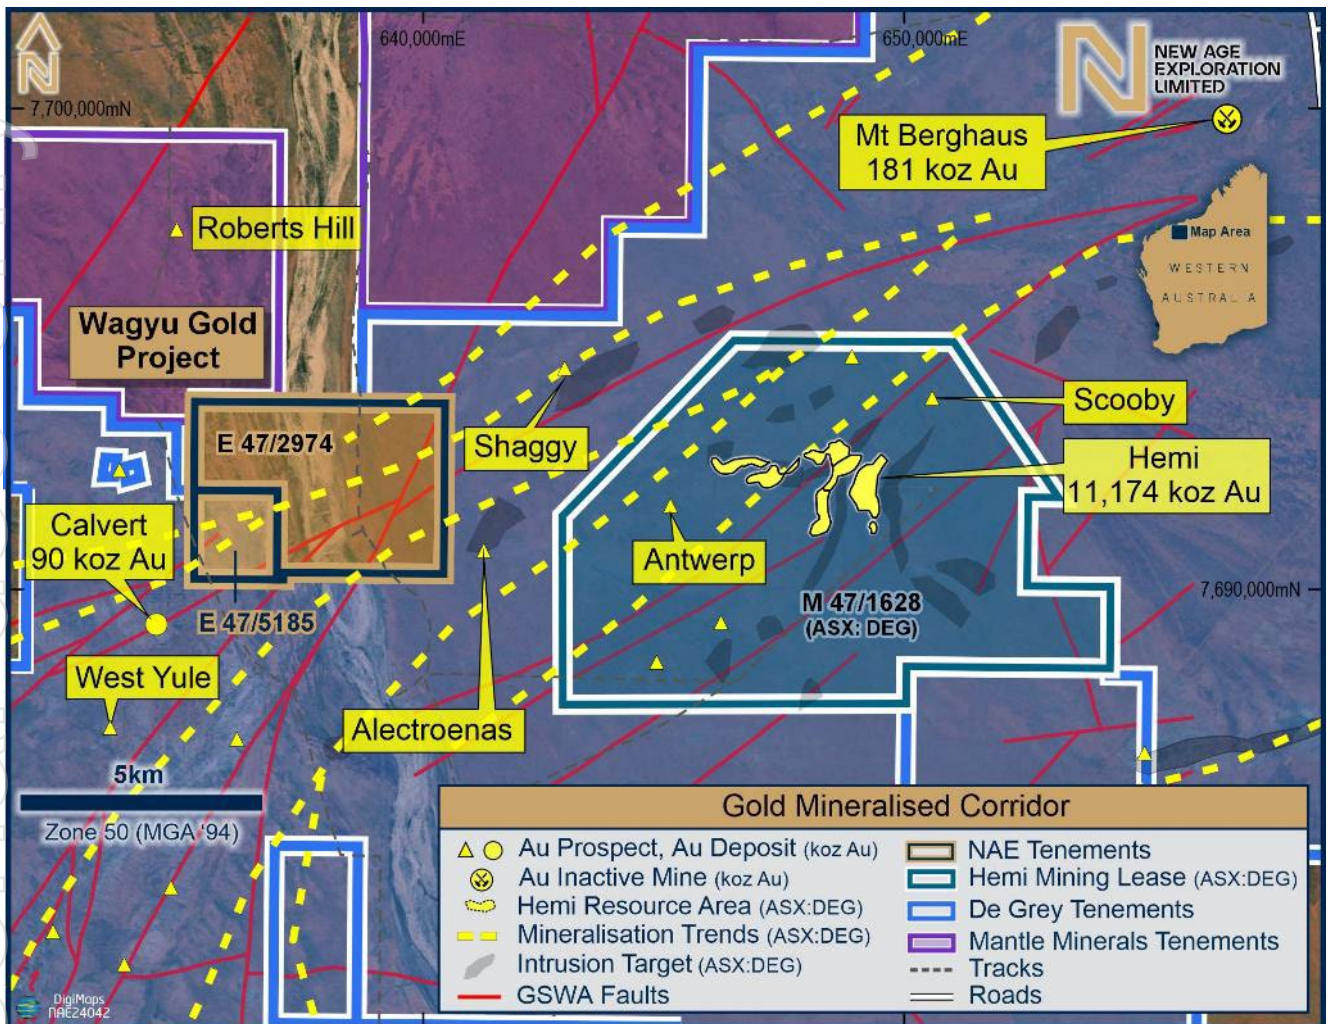 N
640,000mE
650,000mE
N
NEW AGE
EXPLORATION
LIMITED
7,700,000mN
Mt Berghaus
181 koz Au
Roberts Hill
Map Area
WESTERN
AUSTRALIA
Wagyu Gold
Project
E 47/2974
Shaggy
Scooby
Hemi
11,174 koz Au
Calvert
90 koz Au
Antwerp
7,690,000mN
M 47/1628
(ASX: DEG)
E 47/5185
West Yule
Alectroenas
5km
Zone 50 (MGA '94)
Gold Mineralised Corridor
Au Prospect, Au Deposit (koz Au)
Au Inactive Mine (koz Au)
Hemi Resource Area (ASX:DEG)
Mineralisation Trends (ASX:DEG)
Intrusion Target (ASX:DEG)
GSWA Faults
NAE Tenements
Hemi Mining Lease (ASX:DEG)
De Grey Tenements
Mantle Minerals Tenements
Tracks
Roads
DigiMaps
NAE24042